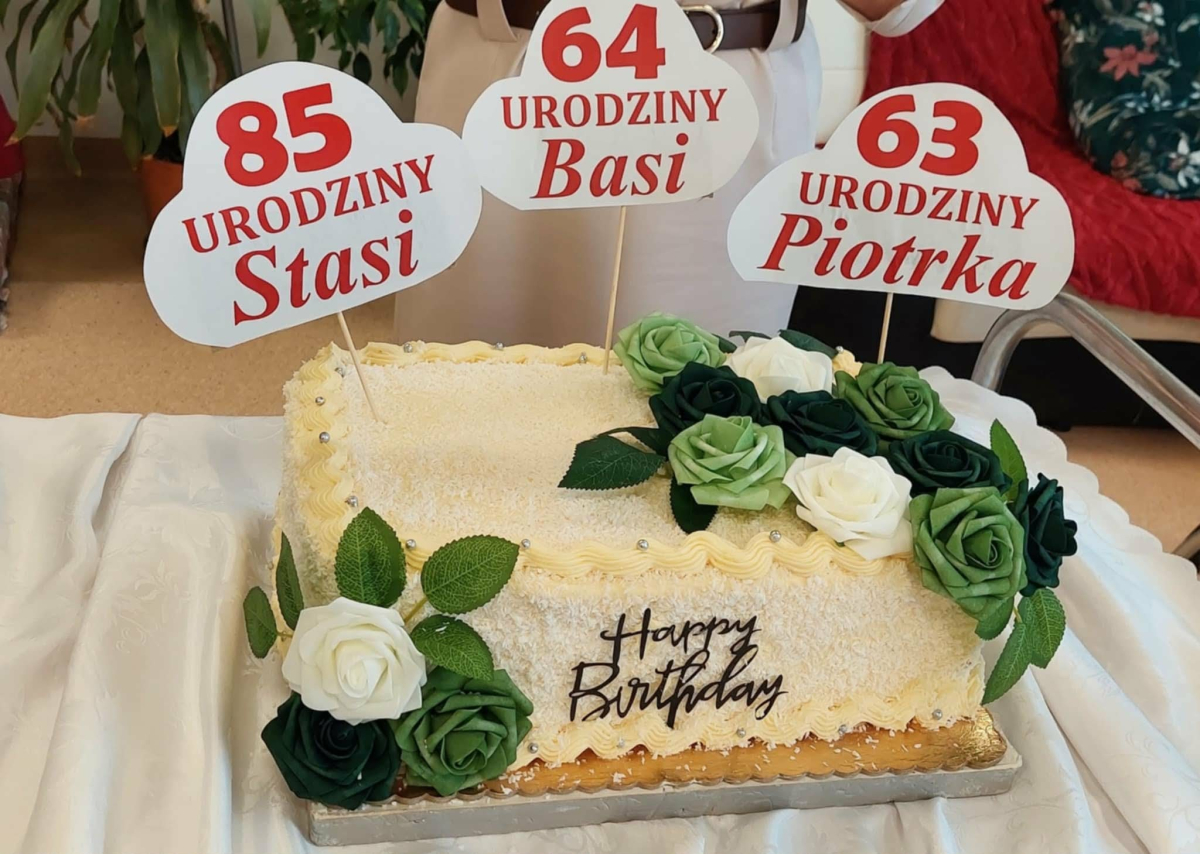 85
URODZINY
Stasi
64
URODZINY
Basi
63
URODZINY
Piotrka
Happy
Birthday